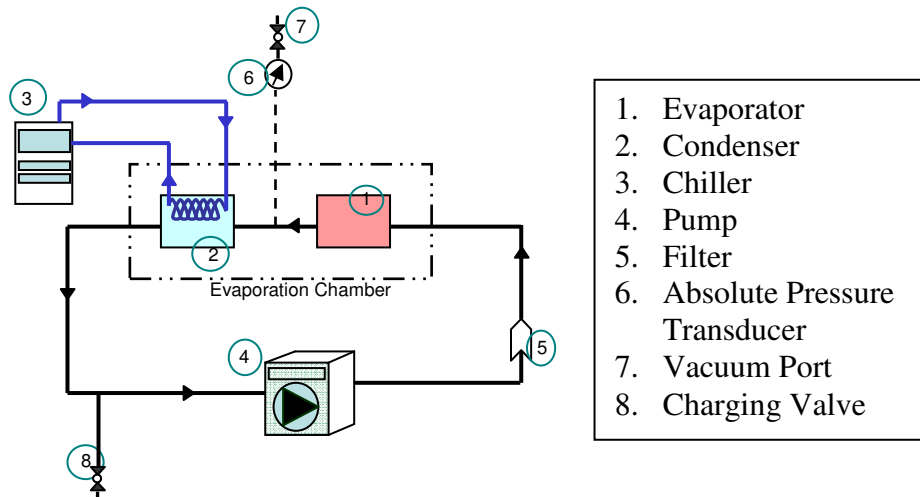 7
6
3
1
2
Evaporation Chamber
4
5
8
1. Evaporator
2. Condenser
3. Chiller
4. Pump
5. Filter
6. Absolute Pressure
Transducer
7. Vacuum Port
8. Charging Valve